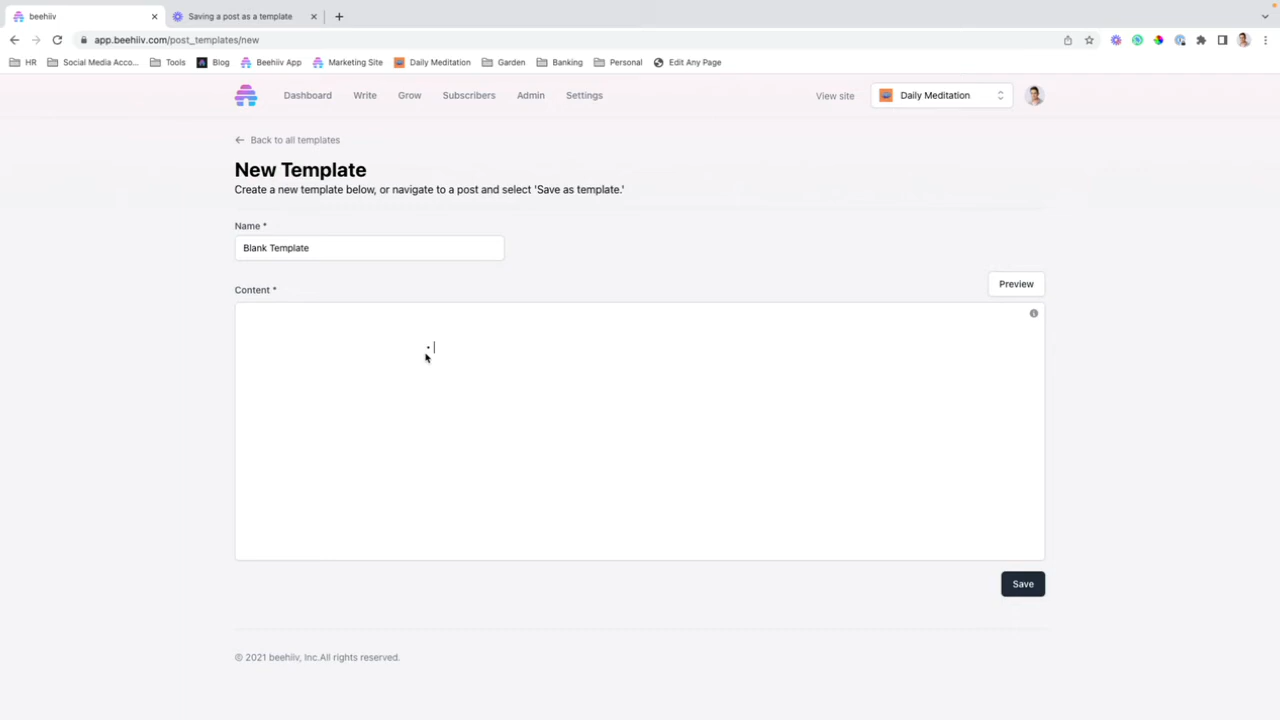 beehiiv
Saving a post as a template
app.beehiiv.com/post_templates/new
HR Social Media Acco... Tools Blog Beehiiv App Marketing Site Daily Meditation Garden Banking Personal Edit Any Page
Dashboard Write Grow Subscribers Admin Settings View site Daily Meditation
← Back to all templates
New Template
Create a new template below, or navigate to a post and select 'Save as template.'
Name *
Blank Template
Preview
Content *
Save
© 2021 beehiiv, Inc.All rights reserved.